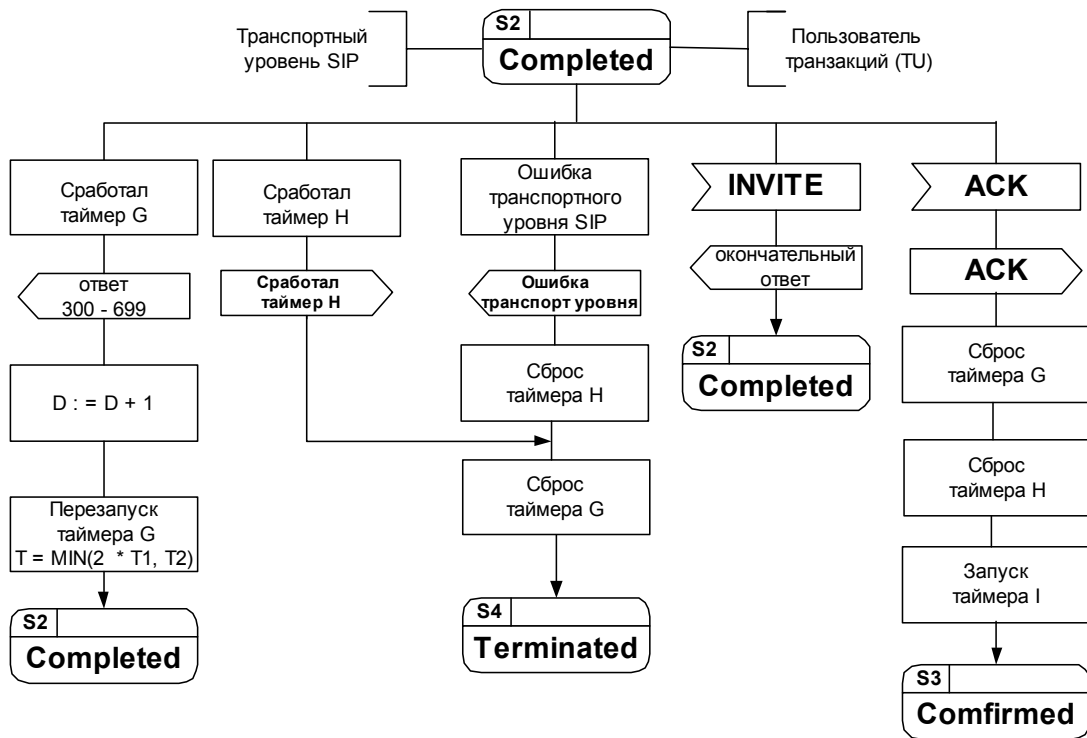 Транспортный
уровень SIP
S2
Completed
Пользователь
транзакций (TU)
Сработал
таймер G
ответ
300 - 699
D : = D + 1
Перезапуск
таймера G
T = MIN(2 * T1, T2)
S2
Completed
Сработал
таймер H
Сработал
таймер H
Ошибка
транспортного
уровня SIP
Ошибка
транспорт уровня
Сброс
таймера H
Сброс
таймера G
S4
Terminated
INVITE
окончательный
ответ
S2
Completed
ACK
ACK
Сброс
таймера G
Сброс
таймера H
Запуск
таймера I
S3
Comfirmed